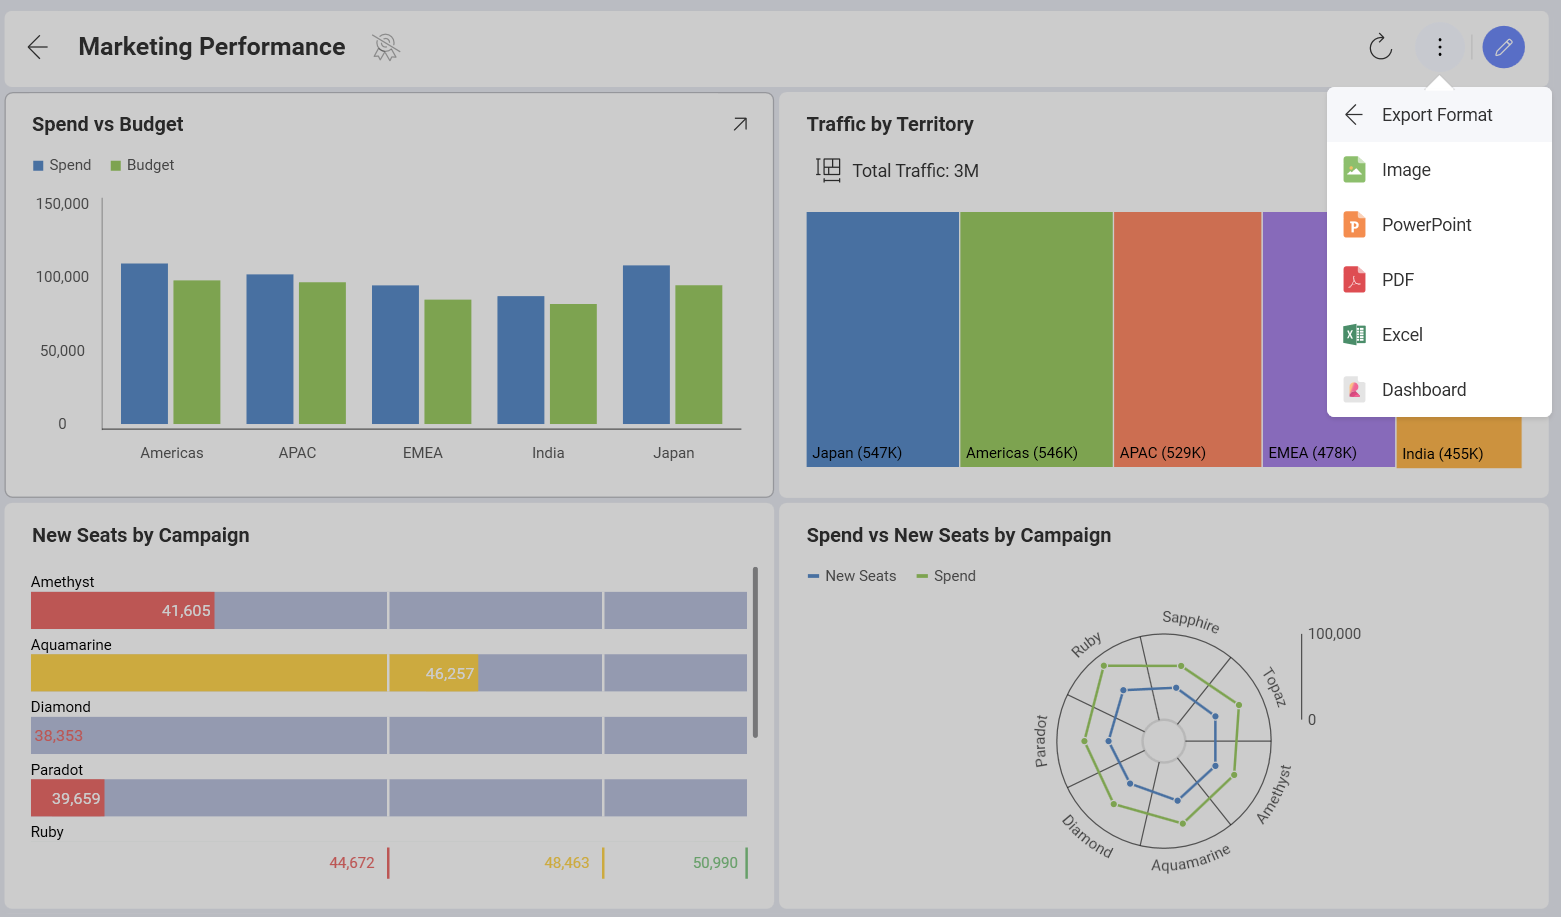 Marketing Performance
Spend vs Budget
Spend
Budget
150,000
100,000
50,000
0
Americas
APAC
EMEA
India
Japan
Traffic by Territory
Total Traffic: 3M
Japan (547K)
Americas (546K)
APAC (529K)
EMEA (478K)
India (455K)
Export Format
Image
PowerPoint
PDF
Excel
Dashboard
New Seats by Campaign
Amethyst
41,605
Aquamarine
46,257
Diamond
38,353
Paradot
39,659
Ruby
44,672
48,463
50,990
Spend vs New Seats by Campaign
New Seats
Spend
Sapphire
Ruby
Topaz
Paradot
Amethyst
Diamond
Aquamarine
100,000
0